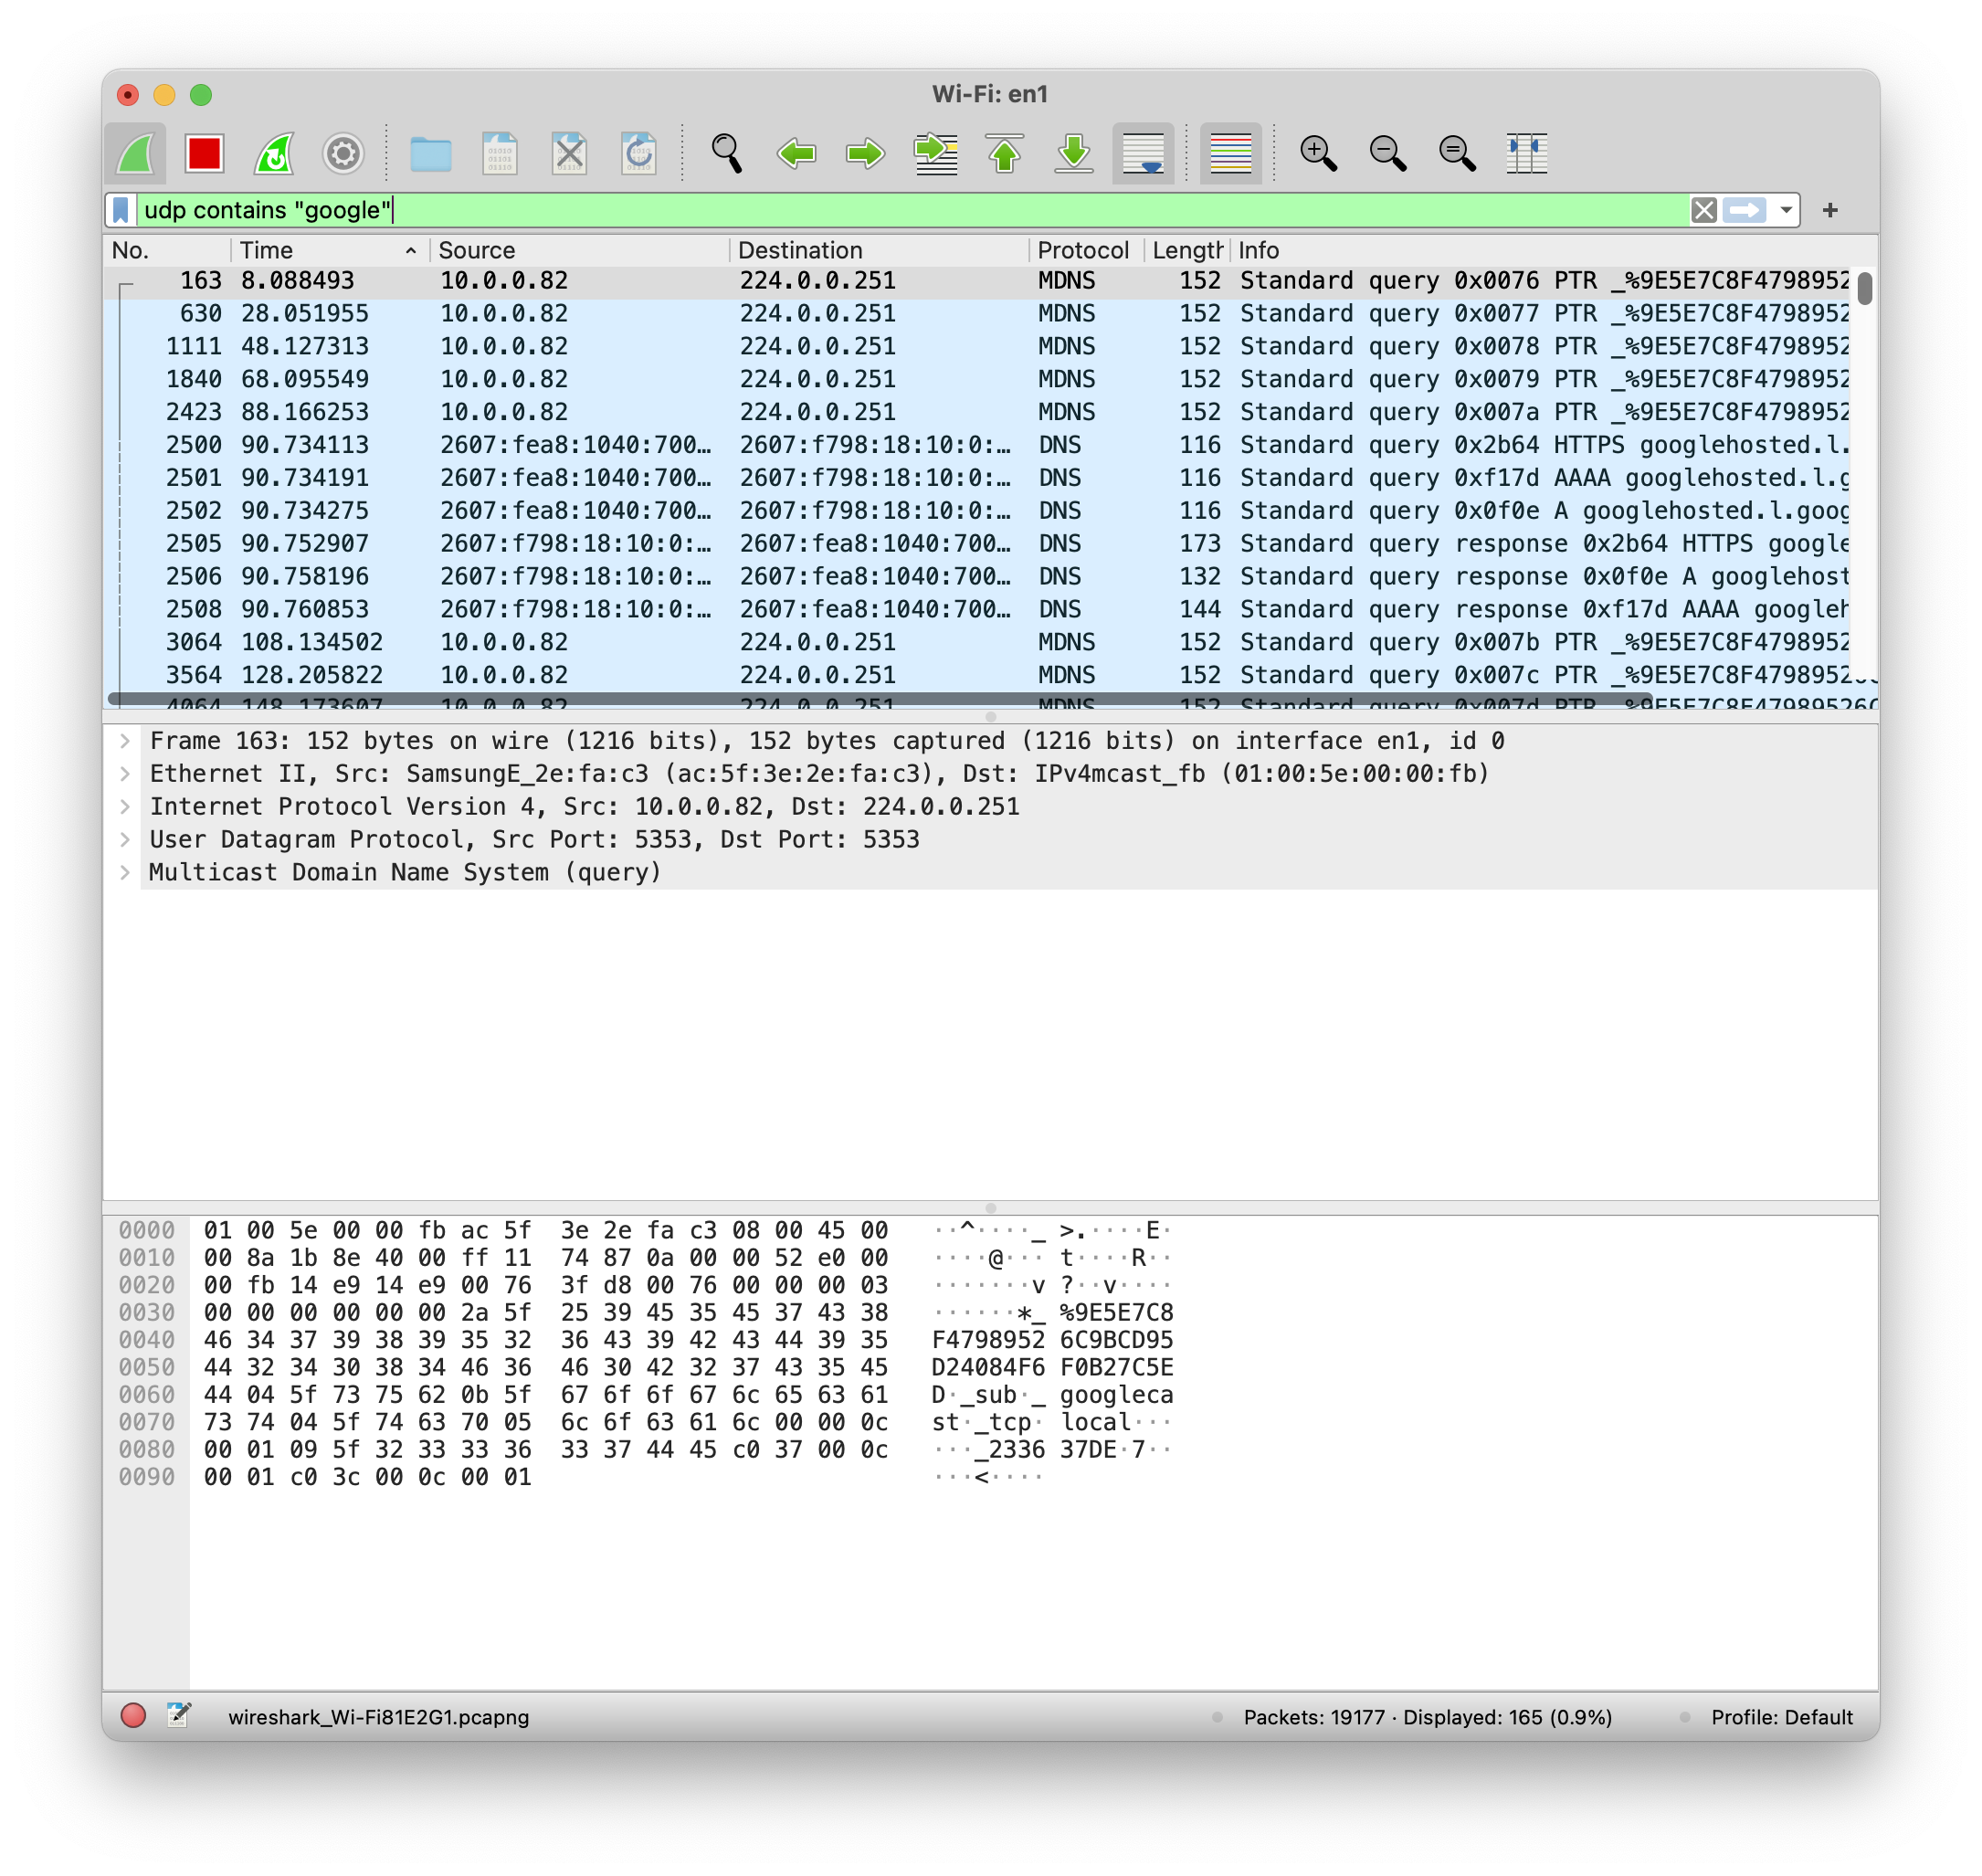 Wi-Fi: en1
udp contains "google"
No. Time Source Destination Protocol Length Info
163 8.088493 10.0.0.82 224.0.0.251 MDNS 152 Standard query 0x0076 PTR _%9E5E7C8F4798952
630 28.051955 10.0.0.82 224.0.0.251 MDNS 152 Standard query 0x0077 PTR _%9E5E7C8F4798952
1111 48.127313 10.0.0.82 224.0.0.251 MDNS 152 Standard query 0x0078 PTR _%9E5E7C8F4798952
1840 68.095549 10.0.0.82 224.0.0.251 MDNS 152 Standard query 0x0079 PTR _%9E5E7C8F4798952
2423 88.166253 10.0.0.82 224.0.0.251 MDNS 152 Standard query 0x007a PTR _%9E5E7C8F4798952
2500 90.734113 2607:fea8:1040:700… 2607:f798:18:10:0:… DNS 116 Standard query 0x2b64 HTTPS googlehosted.l.
2501 90.734191 2607:fea8:1040:700… 2607:f798:18:10:0:… DNS 116 Standard query 0xf17d AAAA googlehosted.l.g
2502 90.734275 2607:fea8:1040:700… 2607:f798:18:10:0:… DNS 116 Standard query 0x0f0e A googlehosted.l.goog
2505 90.752907 2607:f798:18:10:0:… 2607:fea8:1040:700… DNS 173 Standard query response 0x2b64 HTTPS google
2506 90.758196 2607:f798:18:10:0:… 2607:fea8:1040:700… DNS 132 Standard query response 0x0f0e A googlehost
2508 90.760853 2607:f798:18:10:0:… 2607:fea8:1040:700… DNS 144 Standard query response 0xf17d AAAA googleh
3064 108.134502 10.0.0.82 224.0.0.251 MDNS 152 Standard query 0x007b PTR _%9E5E7C8F4798952
3564 128.205822 10.0.0.82 224.0.0.251 MDNS 152 Standard query 0x007c PTR _%9E5E7C8F47989526C
4064 148.173607 10.0.0.82 224.0.0.251 MDNS 152 Standard query 0x007d PTR _%9E5E7C8F47989526C
Frame 163: 152 bytes on wire (1216 bits), 152 bytes captured (1216 bits) on interface en1, id 0
Ethernet II, Src: SamsungE_2e:fa:c3 (ac:5f:3e:2e:fa:c3), Dst: IPv4mcast_fb (01:00:5e:00:00:fb)
Internet Protocol Version 4, Src: 10.0.0.82, Dst: 224.0.0.251
User Datagram Protocol, Src Port: 5353, Dst Port: 5353
Multicast Domain Name System (query)
0000 01 00 5e 00 00 fb ac 5f 3e 2e fa c3 08 00 45 00 ··^····_ >.····E·
0010 00 8a 1b 8e 40 00 ff 11 74 87 0a 00 00 52 e0 00 ····@··· t····R··
0020 00 fb 14 e9 14 e9 00 76 3f d8 00 76 00 00 00 03 ·······v ?··v····
0030 00 00 00 00 00 00 2a 5f 25 39 45 35 45 37 43 38 ······*_ %9E5E7C8
0040 46 34 37 39 38 39 35 32 36 43 39 42 43 44 39 35 F4798952 6C9BCD95
0050 44 32 34 30 38 34 46 36 46 30 42 32 37 43 35 45 D24084F6 F0B27C5E
0060 44 04 5f 73 75 62 0b 5f 67 6f 6f 67 6c 65 63 61 D·_sub·_ googleca
0070 73 74 04 5f 74 63 70 05 6c 6f 63 61 6c 00 00 0c st·_tcp· local···
0080 00 01 09 5f 32 33 33 36 33 37 44 45 c0 37 00 0c ···_2336 37DE·7··
0090 00 01 c0 3c 00 0c 00 01 ···<····
wireshark_Wi-Fi81E2G1.pcapng Packets: 19177 · Displayed: 165 (0.9%) Profile: Default